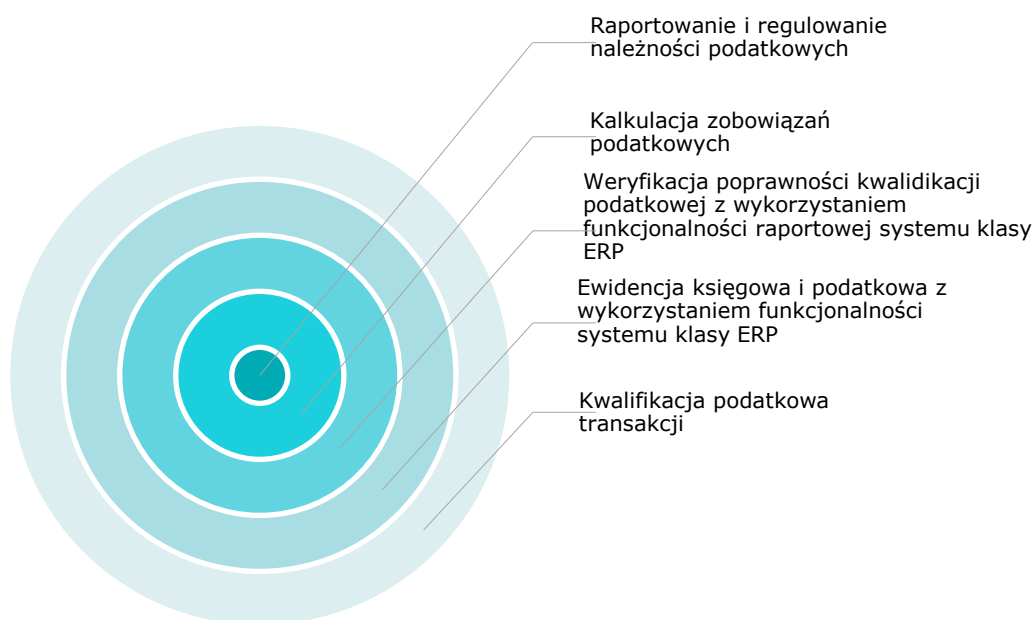 Raportowanie i regulowanie
należności podatkowych
Kalkulacja zobowiązań
podatkowych
Weryfikacja poprawności kwalidikacji
podatkowej z wykorzystaniem
funkcjonalności raportowej systemu klasy
ERP
Ewidencja księgowa i podatkowa z
wykorzystaniem funkcjonalności
systemu klasy ERP
Kwalifikacja podatkowa
transakcji